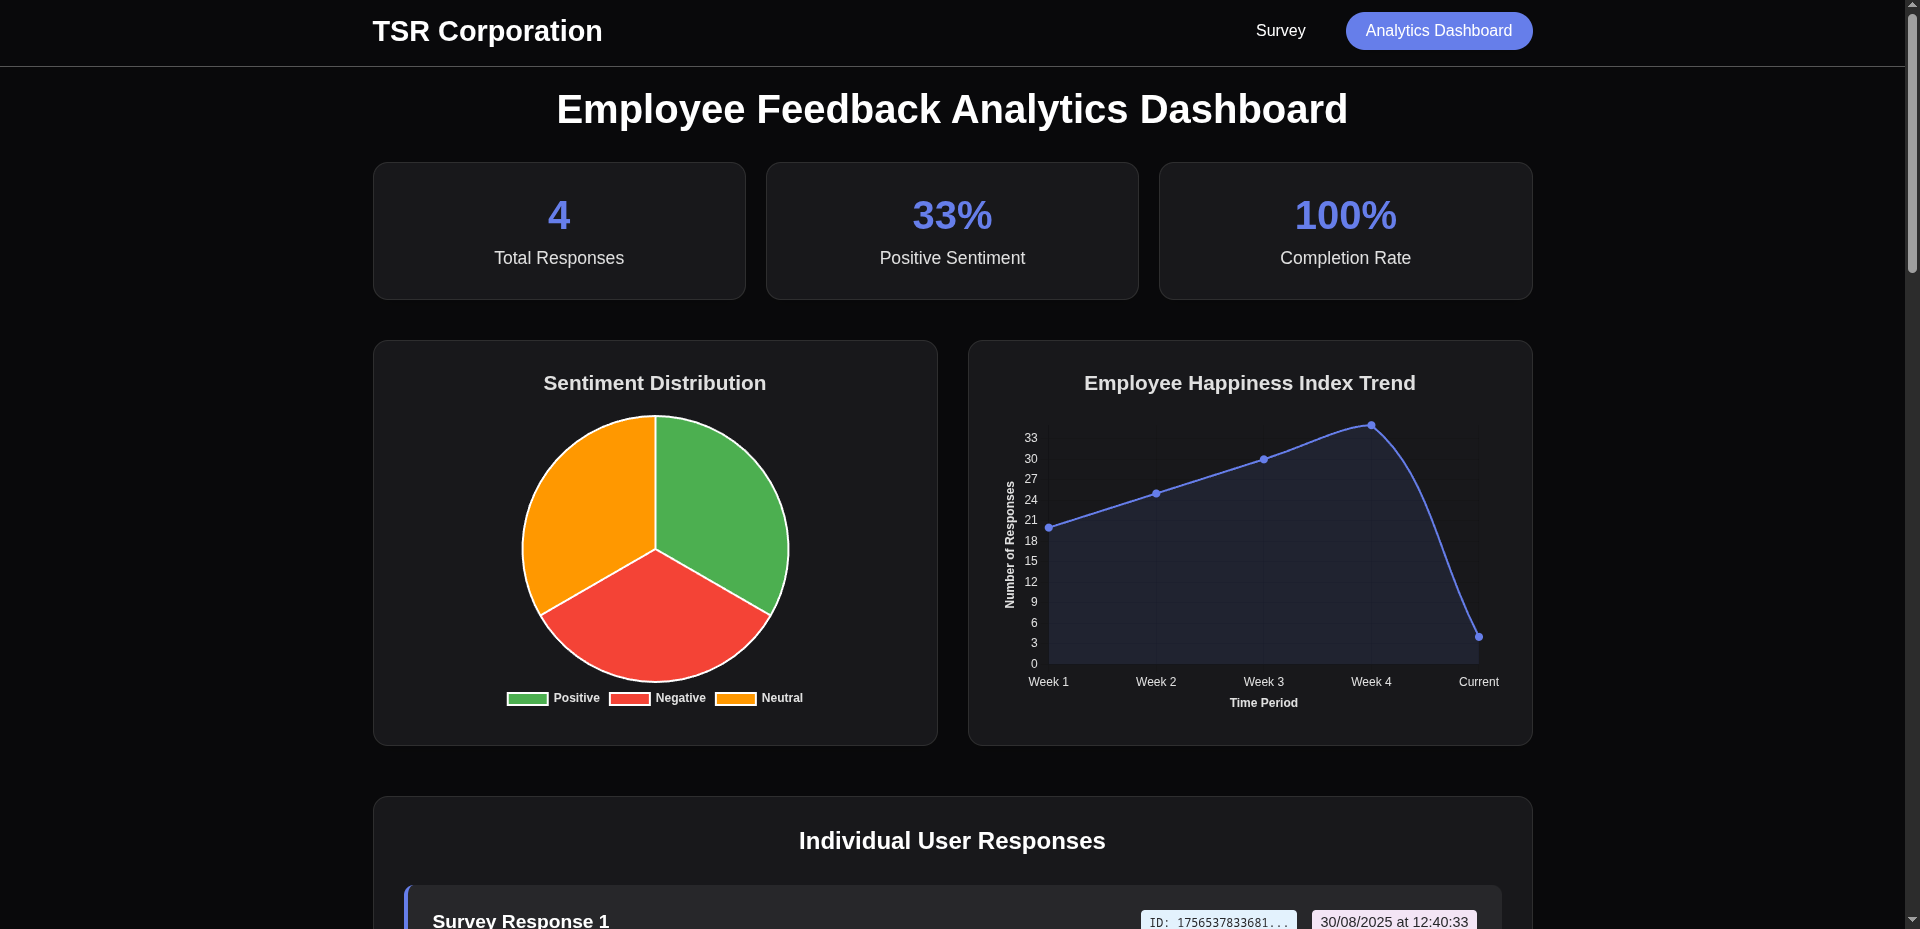 TSR Corporation
Survey
Analytics Dashboard
Employee Feedback Analytics Dashboard
4
Total Responses
33%
Positive Sentiment
100%
Completion Rate
Sentiment Distribution
Positive
Negative
Neutral
Employee Happiness Index Trend
Number of Responses
33
30
27
24
21
18
15
12
9
6
3
0
Week 1
Week 2
Week 3
Week 4
Current
Time Period
Individual User Responses
Survey Response 1
ID: 1756537833681...
30/08/2025 at 12:40:33